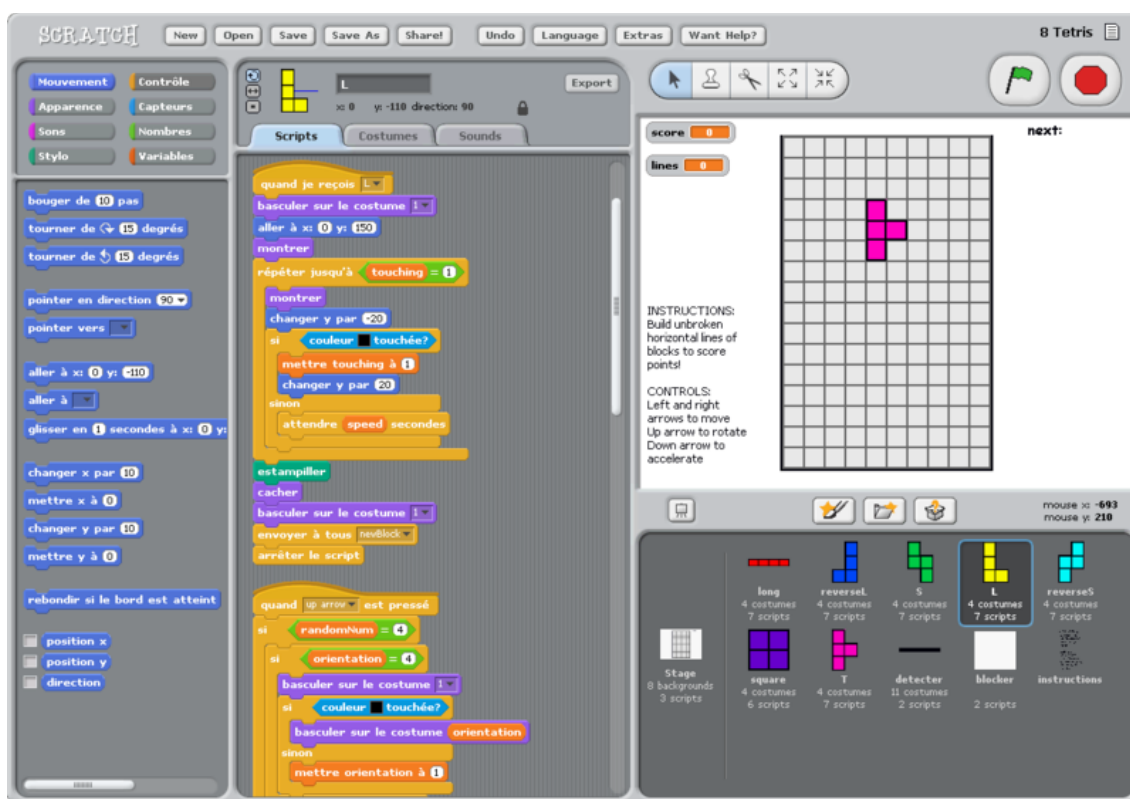 SCRATCH New Open Save Save As Share! Undo Language Extras Want Help? 8 Tetris
Mouvement Contrôle
Apparence Capteurs
Sons Nombres
Stylo Variables
bouger de 10 pas
tourner de 15 degrés
tourner de 15 degrés
pointer en direction 90
pointer vers
aller à x: 0 y: -110
aller à
glisser en 1 secondes à x: 0 y:
changer x par 10
mettre x à 0
changer y par 10
mettre y à 0
rebondir si le bord est atteint
position x
position y
direction
L
Export
x: 0 y: -110 direction: 90
Scripts Costumes Sounds
quand je reçois L
basculer sur le costume 1
aller à x: 0 y: 150
montrer
répéter jusqu'à touching = 1
montrer
changer y par -20
si couleur touchée?
mettre touching à 1
changer y par 20
sinon
attendre speed secondes
estampiller
cacher
basculer sur le costume 1
envoyer à tous newBlock
arrêter le script
quand up arrow est pressé
si randomNum = 4
si orientation = 4
basculer sur le costume 1
si couleur touchée?
basculer sur le costume orientation
sinon
mettre orientation à 1
score 0
lines 0
next:
INSTRUCTIONS:
Build unbroken
horizontal lines of
blocks to score
points!
CONTROLS:
Left and right
arrows to move
Up arrow to rotate
Down arrow to
accelerate
mouse x: -693
mouse y: 210
Stage
8 backgrounds
3 scripts
long
4 costumes
7 scripts
reverseL
4 costumes
7 scripts
S
4 costumes
7 scripts
L
4 costumes
7 scripts
reverseS
4 costumes
7 scripts
square
4 costumes
6 scripts
T
4 costumes
7 scripts
detecter
11 costumes
2 scripts
blocker
2 scripts
instructions